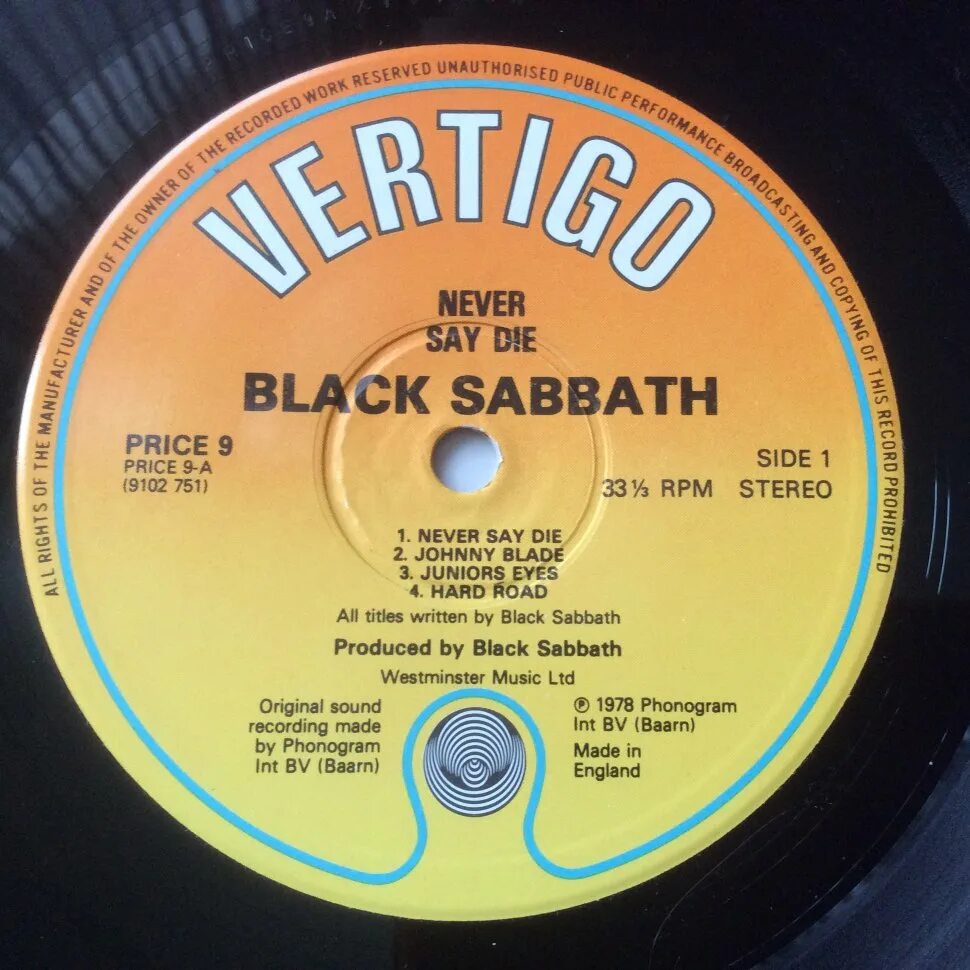 ALL RIGHTS OF THE MANUFACTURER AND OF THE OWNER OF THE RECORDED WORK RESERVED UNAUTHORISED PUBLIC PERFORMANCE BROADCASTING AND COPYING OF THIS RECORD PROHIBITED
VERTIGO
NEVER
SAY DIE
BLACK SABBATH
PRICE 9
PRICE 9-A
(9102 751)
SIDE 1
33⅓ RPM STEREO
1. NEVER SAY DIE
2. JOHNNY BLADE
3. JUNIORS EYES
4. HARD ROAD
All titles written by Black Sabbath
Produced by Black Sabbath
Westminster Music Ltd
Original sound
recording made
by Phonogram
Int BV (Baarn)
℗ 1978 Phonogram
Int BV (Baarn)
Made in
England